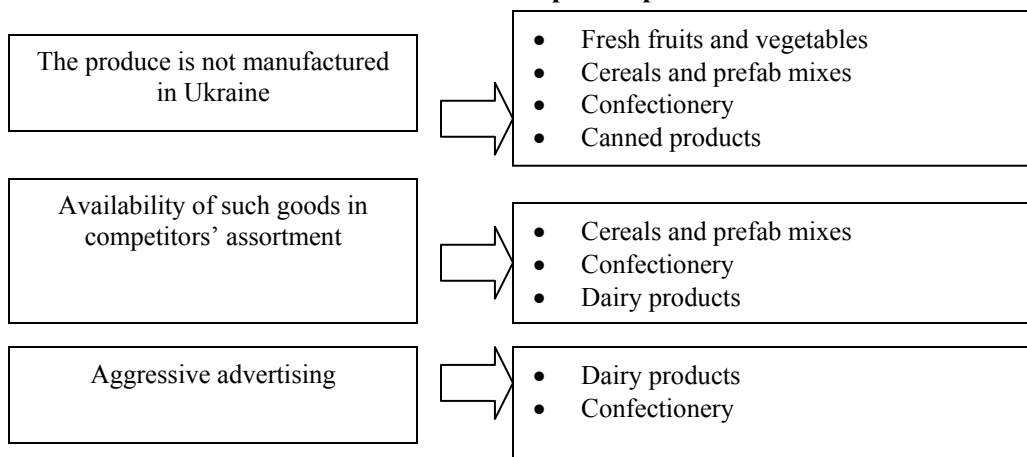 The produce is not manufactured
in Ukraine
• Fresh fruits and vegetables
• Cereals and prefab mixes
• Confectionery
• Canned products
Availability of such goods in
competitors’ assortment
• Cereals and prefab mixes
• Confectionery
• Dairy products
Aggressive advertising
• Dairy products
• Confectionery